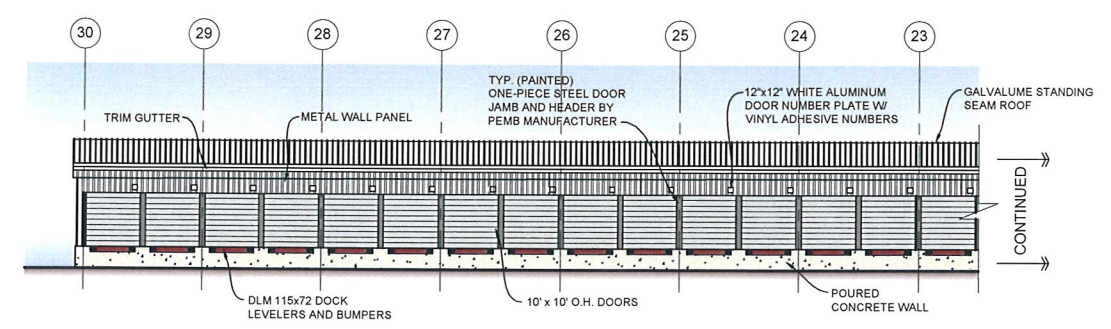 30
29
28
27
26
25
24
23
TYP. (PAINTED)
ONE-PIECE STEEL DOOR
JAMB AND HEADER BY
PEMB MANUFACTURER
12"x12" WHITE ALUMINUM
DOOR NUMBER PLATE W/
VINYL ADHESIVE NUMBERS
GALVALUME STANDING
SEAM ROOF
TRIM GUTTER
METAL WALL PANEL
CONTINUED
DLM 115x72 DOCK
LEVELERS AND BUMPERS
10' x 10' O.H. DOORS
POURED
CONCRETE WALL